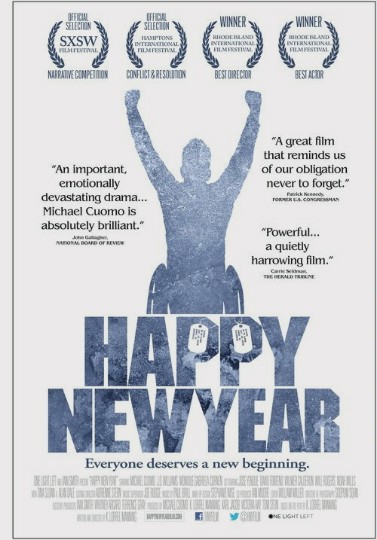 OFFICIAL
SELECTION
SXSW
FILM FESTIVAL
NARRATIVE COMPETITION
OFFICIAL
SELECTION
HAMPTONS
INTERNATIONAL
FILM FESTIVAL
CONFLICT & RESOLUTION
WINNER
RHODE ISLAND
INTERNATIONAL
FILM FESTIVAL
BEST DIRECTOR
WINNER
RHODE ISLAND
INTERNATIONAL
FILM FESTIVAL
BEST ACTOR
"An important,
emotionally
devastating drama...
Michael Cuomo is
absolutely brilliant."
John Gallagher,
NATIONAL BOARD OF REVIEW
"A great film
that reminds us
of our obligation
never to forget."
Patrick Kennedy,
FORMER U.S. CONGRESSMAN
"Powerful...
a quietly
harrowing film."
Carrie Seidman,
THE HERALD TRIBUNE
HAPPY
NEW YEAR
Everyone deserves a new beginning.
K. LORREL MANNING
ONE LIGHT LEFT